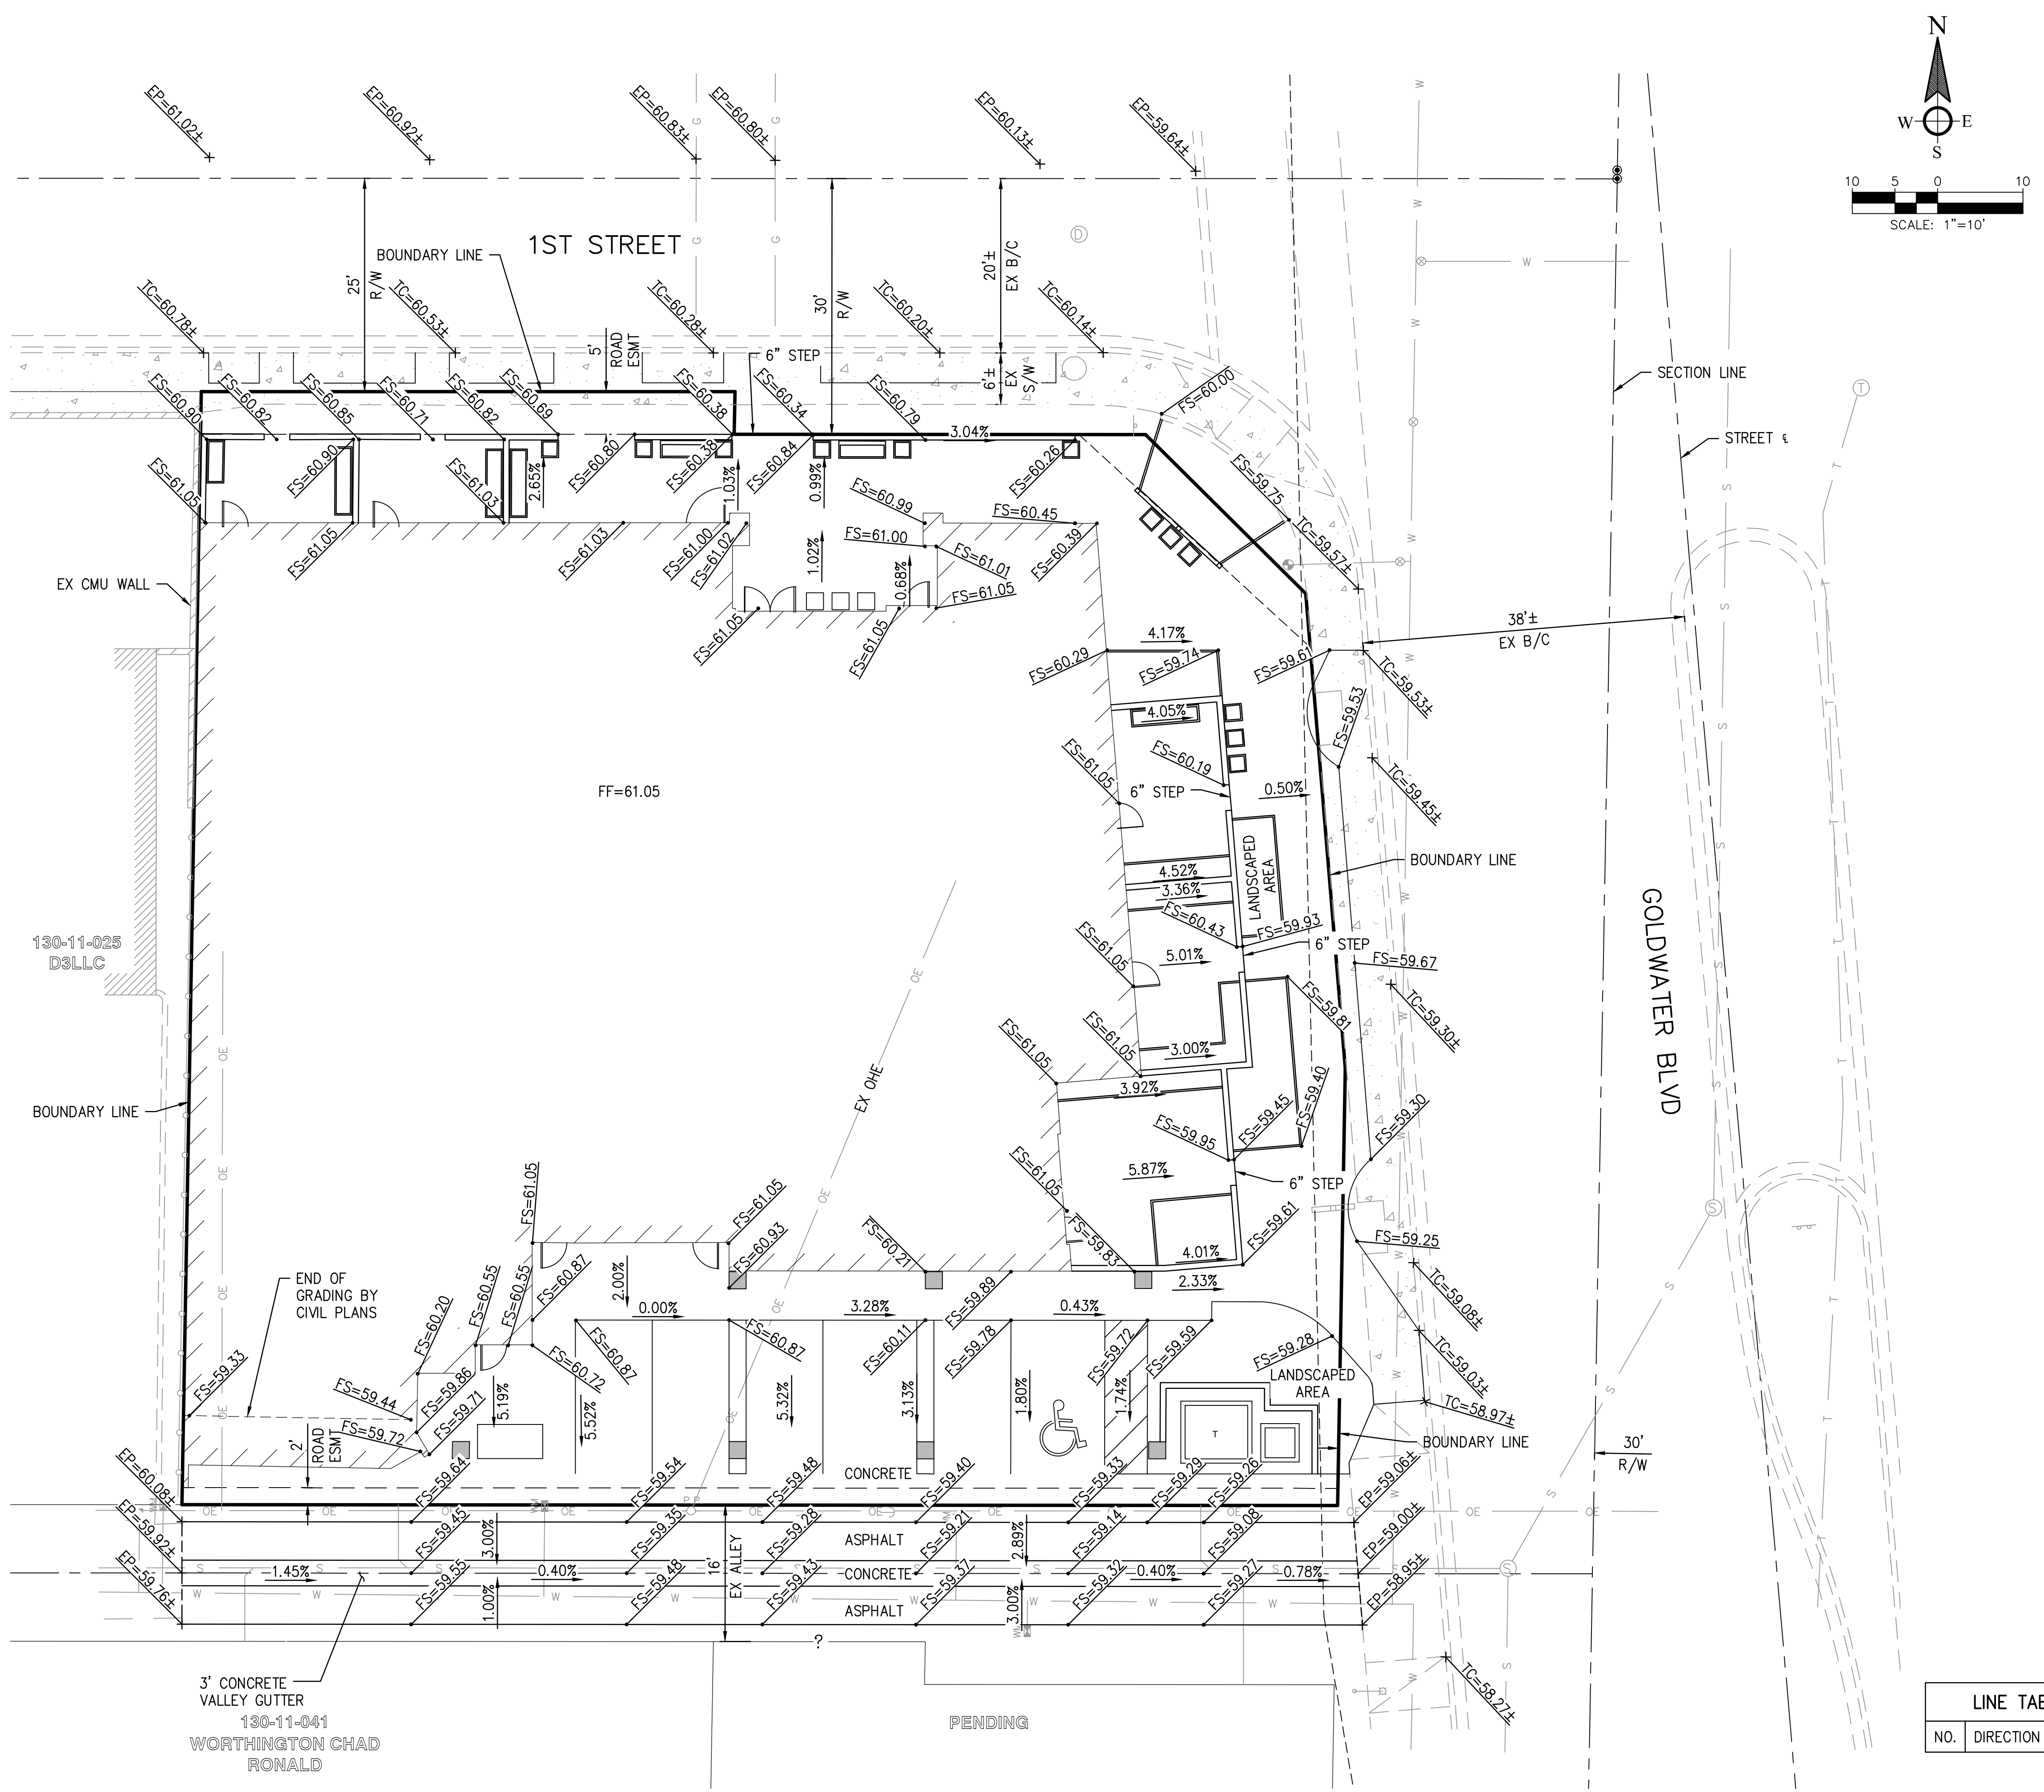 N
W
E
S
10
5
0
10
SCALE: 1"=10'
EP=61.02±
EP=60.92±
EP=60.83±
EP=60.80±
EP=60.13±
EP=59.64±
G
G
W
1ST STREET
BOUNDARY LINE
25'
R/W
30'
R/W
20'±
EX B/C
G
G
D
W
W
W
TC=60.78±
TC=60.53±
TC=60.28±
TC=60.20±
TC=60.14±
5'
ROAD
ESMT
6" STEP
6'±
EX
S/W
SECTION LINE
T
FS=60.90
FS=60.82
FS=60.85
FS=60.71
FS=60.82
FS=60.69
FS=60.38
FS=60.34
FS=60.79
FS=60.00
3.04%
STREET ℄
FS=61.05
FS=60.90
FS=61.03
2.65%
FS=60.80
FS=60.38
1.03%
FS=60.84
0.99%
FS=60.99
FS=60.26
FS=59.75
FS=60.45
TC=59.57±
FS=61.05
FS=61.03
FS=61.00
FS=61.02
1.02%
FS=61.00
FS=61.01
FS=60.39
EX CMU WALL
0.68%
FS=61.05
FS=61.05
FS=61.05
38'±
EX B/C
4.17%
FS=60.29
FS=59.74
FS=59.67
TC=59.53±
4.05%
FS=59.53
FS=61.05
FS=60.19
TC=59.45±
FF=61.05
6" STEP
0.50%
BOUNDARY LINE
4.52%
3.36%
LANDSCAPED
AREA
GOLDWATER BLVD
FS=60.43
FS=59.93
6" STEP
130-11-025
D3LLC
FS=61.05
5.01%
FS=59.67
FS=59.81
TC=59.30±
OE
OE
FS=61.05
FS=61.05
3.00%
3.92%
EX OHE
BOUNDARY LINE
FS=59.40
FS=59.45
FS=59.30
FS=59.95
5.87%
6" STEP
OE
OE
FS=61.05
FS=61.05
FS=61.05
FS=60.93
FS=60.21
FS=59.83
FS=59.61
4.01%
FS=59.25
S
END OF
GRADING BY
CIVIL PLANS
FS=60.55
FS=60.55
FS=60.87
2.00%
0.00%
3.28%
FS=59.89
0.43%
2.33%
TC=59.08±
OE
OE
FS=60.20
FS=60.87
FS=60.72
FS=60.87
FS=60.11
FS=59.78
FS=59.72
FS=59.59
FS=59.28
TC=59.03±
FS=59.33
FS=59.44
FS=59.86
FS=59.71
FS=59.72
5.19%
5.52%
5.32%
3.13%
1.80%
1.74%
LANDSCAPED
AREA
TC=58.97±
OE
T
2'
ROAD
ESMT
BOUNDARY LINE
30'
R/W
EP=60.08±
FS=59.64
FS=59.54
FS=59.48
CONCRETE
FS=59.40
FS=59.33
FS=59.29
FS=59.26
EP=59.06±
OE
OE
OE
OE
OE
OE
OE
OE
OE
OE
EP=59.92±
FS=59.45
3.00%
FS=59.35
16'
EX ALLEY
FS=59.28
ASPHALT
FS=59.21
2.89%
FS=59.14
FS=59.08
EP=59.00±
1.45%
0.40%
CONCRETE
0.40%
0.78%
S
EP=59.76±
FS=59.55
1.00%
FS=59.48
FS=59.43
ASPHALT
FS=59.37
3.00%
FS=59.32
FS=59.27
EP=58.95±
W
W
W
W
W
W
W
W
W
?
3' CONCRETE
VALLEY GUTTER
TC=58.27±
130-11-041
WORTHINGTON CHAD
RONALD
PENDING
LINE TAB
NO.
DIRECTION